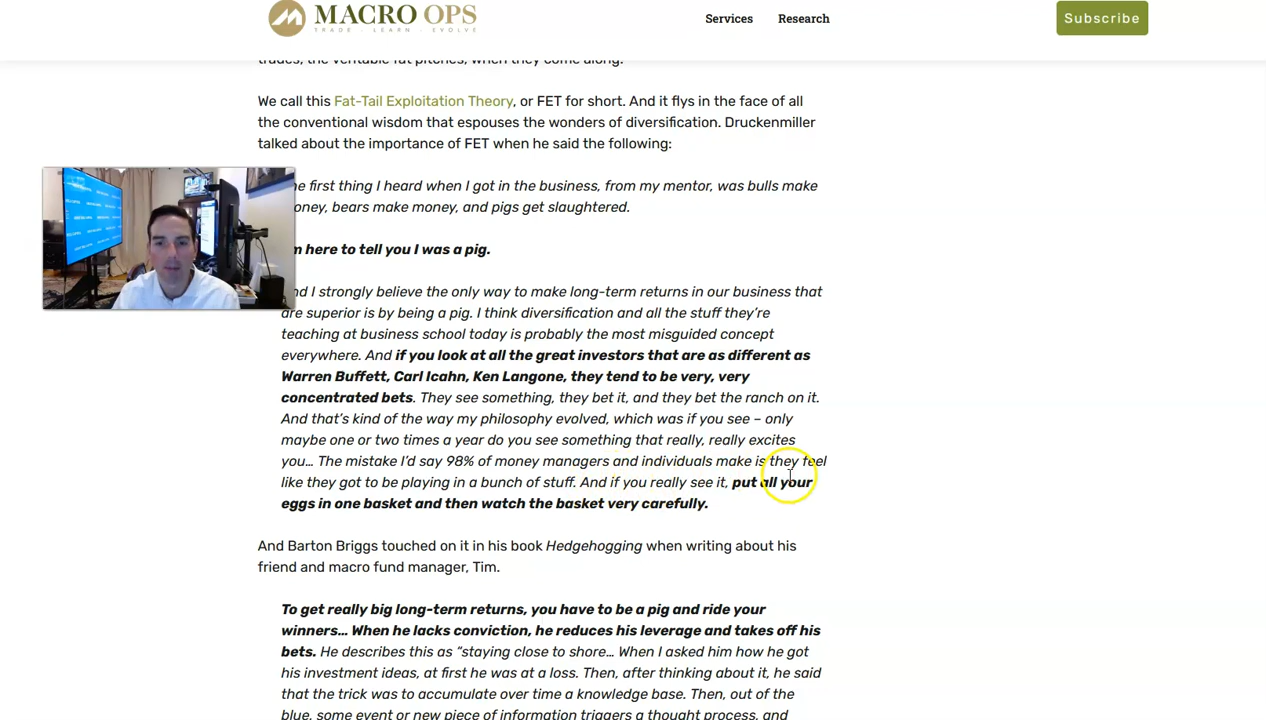 MACRO OPS
TRADE . LEARN . EVOLVE
Services
Research
Subscribe
trades, the veritable fat pitches, when they come along.
We call this Fat-Tail Exploitation Theory, or FET for short. And it flys in the face of all
the conventional wisdom that espouses the wonders of diversification. Druckenmiller
talked about the importance of FET when he said the following:
he first thing I heard when I got in the business, from my mentor, was bulls make
oney, bears make money, and pigs get slaughtered.
m here to tell you I was a pig.
nd I strongly believe the only way to make long-term returns in our business that
are superior is by being a pig. I think diversification and all the stuff they're
teaching at business school today is probably the most misguided concept
everywhere. And if you look at all the great investors that are as different as
Warren Buffett, Carl Icahn, Ken Langone, they tend to be very, very
concentrated bets. They see something, they bet it, and they bet the ranch on it.
And that's kind of the way my philosophy evolved, which was if you see – only
maybe one or two times a year do you see something that really, really excites
you… The mistake I'd say 98% of money managers and individuals make is they feel
like they got to be playing in a bunch of stuff. And if you really see it, put all your
eggs in one basket and then watch the basket very carefully.
And Barton Briggs touched on it in his book Hedgehogging when writing about his
friend and macro fund manager, Tim.
To get really big long-term returns, you have to be a pig and ride your
winners… When he lacks conviction, he reduces his leverage and takes off his
bets. He describes this as “staying close to shore… When I asked him how he got
his investment ideas, at first he was at a loss. Then, after thinking about it, he said
that the trick was to accumulate over time a knowledge base. Then, out of the
blue, some event or new piece of information triggers a thought process, and